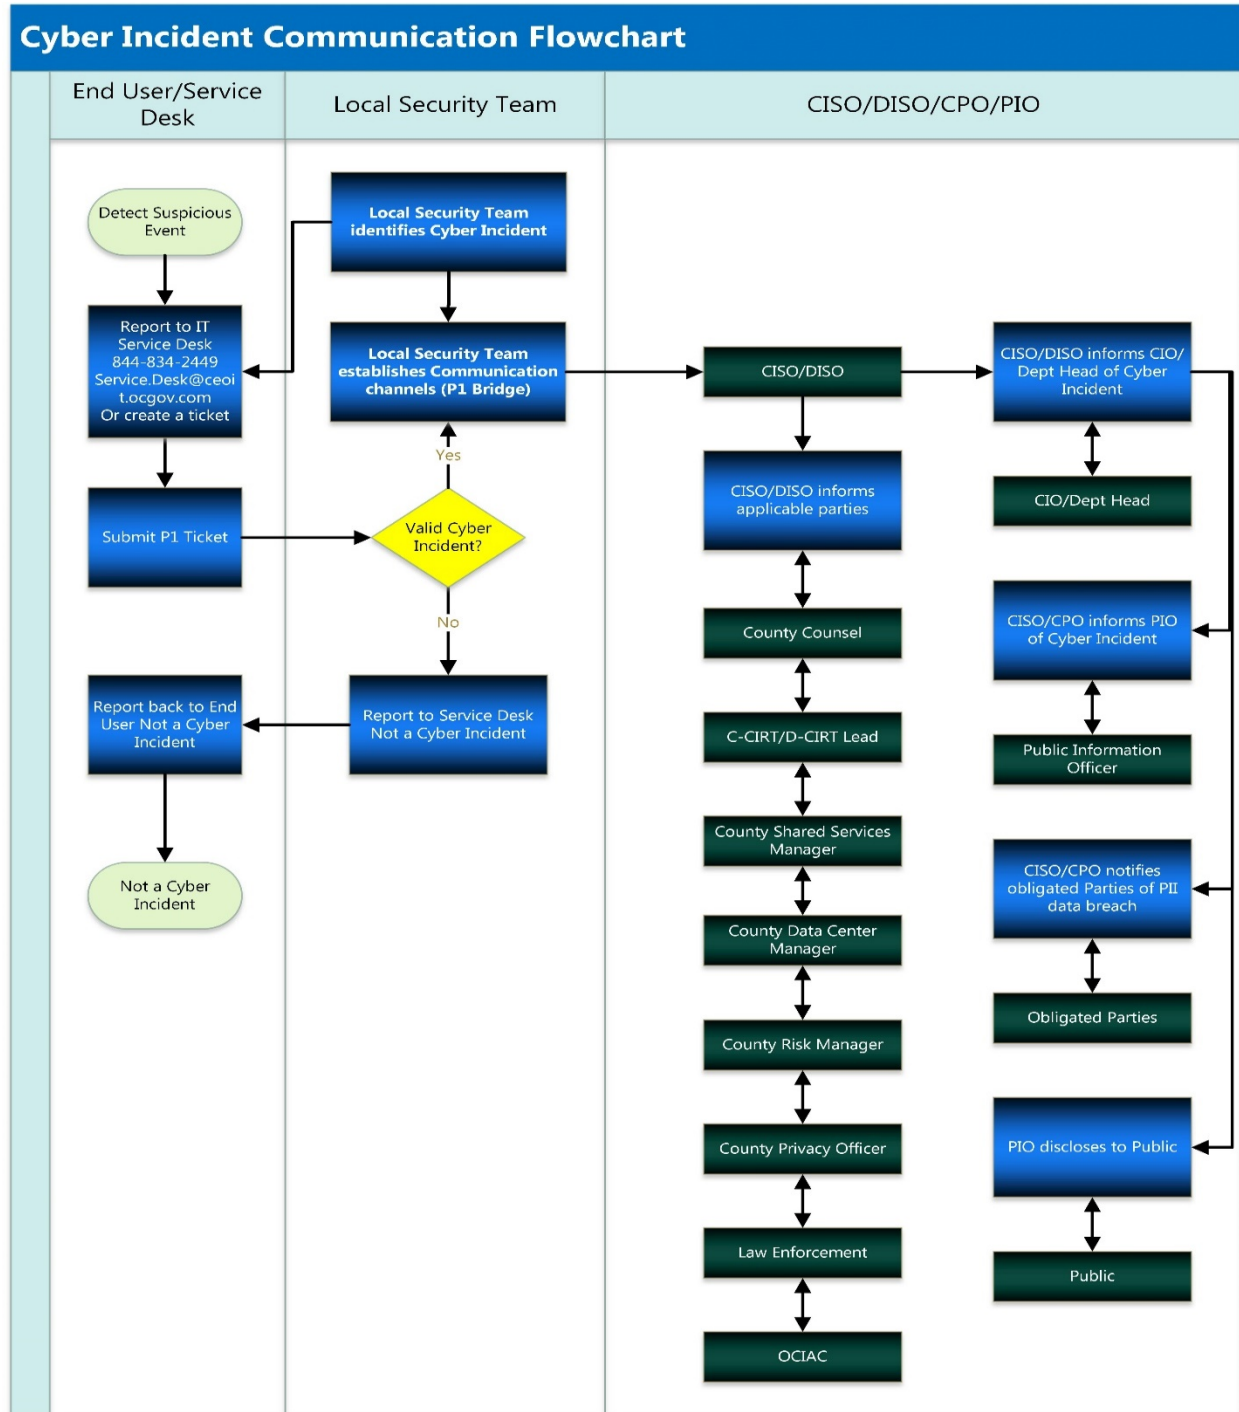 Cyber Incident Communication Flowchart
End User/Service
Desk
Local Security Team
CISO/DISO/CPO/PIO
Detect Suspicious
Event
Report to IT
Service Desk
844-834-2449
Service.Desk@ceoi
t.ocgov.com
Or create a ticket
Submit P1 Ticket
Report back to End
User Not a Cyber
Incident
Not a Cyber
Incident
Local Security Team
identifies Cyber Incident
Local Security Team
establishes Communication
channels (P1 Bridge)
Yes
Valid Cyber
Incident?
No
Report to Service Desk
Not a Cyber Incident
CISO/DISO
CISO/DISO informs
applicable parties
County Counsel
C-CIRT/D-CIRT Lead
County Shared Services
Manager
County Data Center
Manager
County Risk Manager
County Privacy Officer
Law Enforcement
OCIAC
CISO/DISO informs CIO/
Dept Head of Cyber
Incident
CIO/Dept Head
CISO/CPO informs PIO
of Cyber Incident
Public Information
Officer
CISO/CPO notifies
obligated Parties of PII
data breach
Obligated Parties
PIO discloses to Public
Public